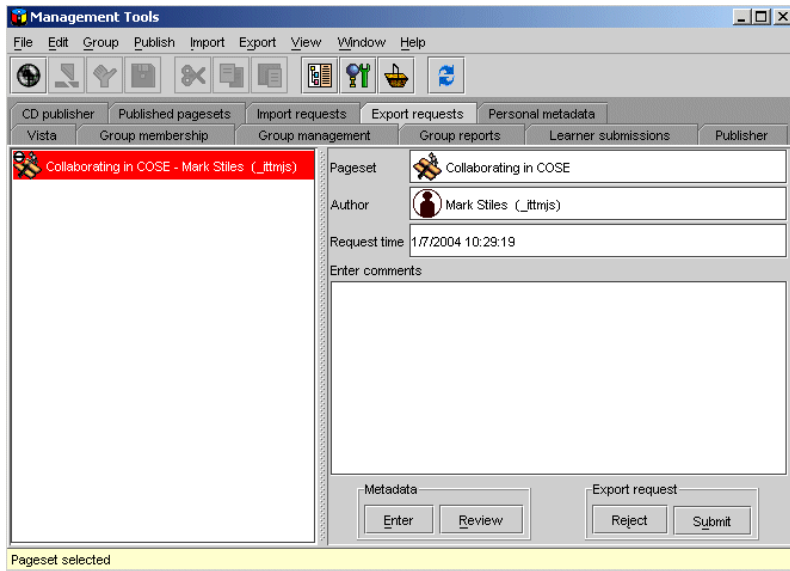 Management Tools
File Edit Group Publish Import Export View Window Help
CD publisher Published pagesets Import requests Export requests Personal metadata
Vista Group membership Group management Group reports Learner submissions Publisher
Collaborating in COSE - Mark Stiles (_ittmjs)
Pageset Collaborating in COSE
Author Mark Stiles (_ittmjs)
Request time 1/7/2004 10:29:19
Enter comments
Metadata Export request
Enter Review Reject Submit
Pageset selected